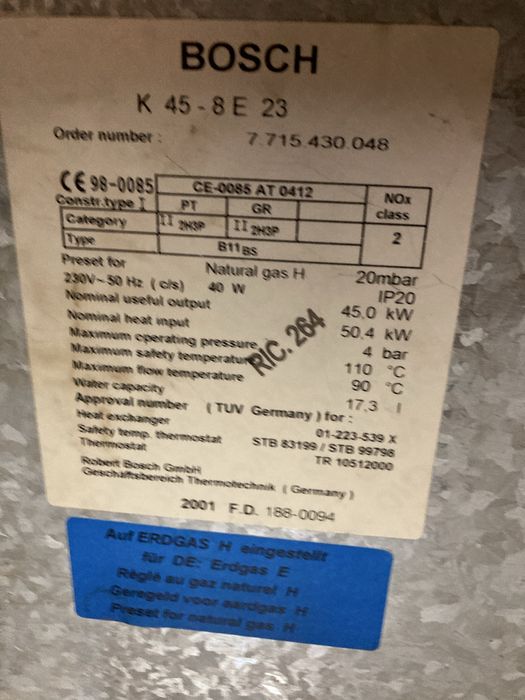 BOSCH
K 45 - 8 E 23
Order number : 7.715.430.048
CE 98-0085 CE-0085 AT 0412 NOx class
Constr.type I PT GR
Category II 2H3P II 2H3P 2
Type B11BS
Preset for Natural gas H 20mbar
230V~ 50 Hz ( c/s) 40 W IP20
Nominal useful output 45,0 kW
Nominal heat input 50,4 kW
Maximum operating pressure 4 bar
Maximum safety temperature 110 °C
Maximum flow temperature 90 °C
Water capacity 17,3 l
RIC. 264
Approval number ( TUV Germany ) for :
Heat exchanger 01-223-539 X
Safety temp. thermostat STB 83199 / STB 99798
Thermostat TR 10512000
Robert Bosch GmbH
Geschäftsbereich Thermotechnik ( Germany )
2001 F.D. 188-0094
Auf ERDGAS H eingestellt
für DE: Erdgas E
Règlé au gaz naturel H
Geregeld voor aardgas H
Preset for natural gas H